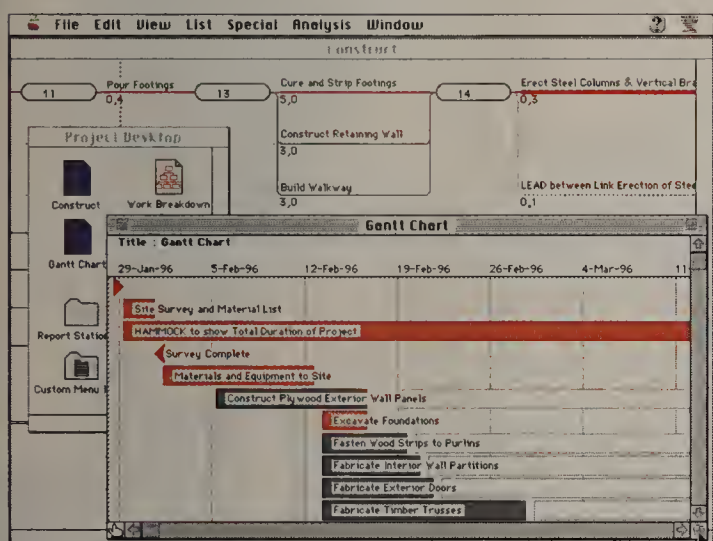 File Edit View List Special Analysis Window
Construct
11 Pour Footings 13 Cure and Strip Footings 14 Erect Steel Columns & Vertical Bra
0,4 5,0 0,3
Construct Retaining Wall
3,0
Build Walkway LEAD between Link Erection of Stee
3,0 0,1
Project Desktop
Construct Work Breakdown
Gantt Chart
Report Statio
Custom Menu
Gantt Chart
Title : Gantt Chart
29-Jan-96 5-Feb-96 12-Feb-96 19-Feb-96 26-Feb-96 4-Mar-96 11-
Site Survey and Material List
HAMMOCK to show Total Duration of Project
Survey Complete
Materials and Equipment to Site
Construct Plywood Exterior Wall Panels
Excavate Foundations
Fasten Wood Strips to Purlins
Fabricate Interior Wall Partitions
Fabricate Exterior Doors
Fabricate Timber Trusses